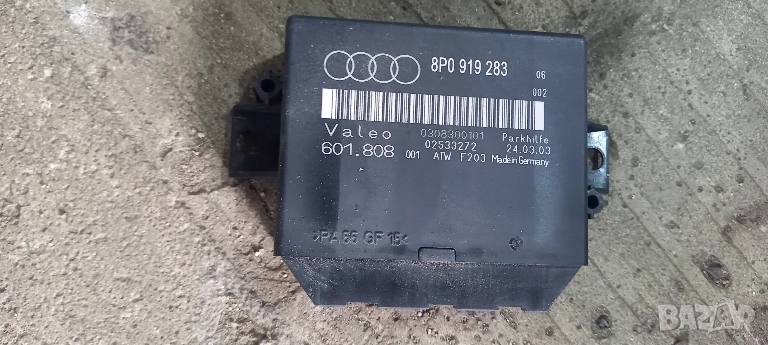 8P0 919 283 06
002
Valeo 0308300101 Parkhilfe
02533272 24.03.03
601.808 001 ATW F203 Made in Germany
>PA 66 GF 15<
BAZAR